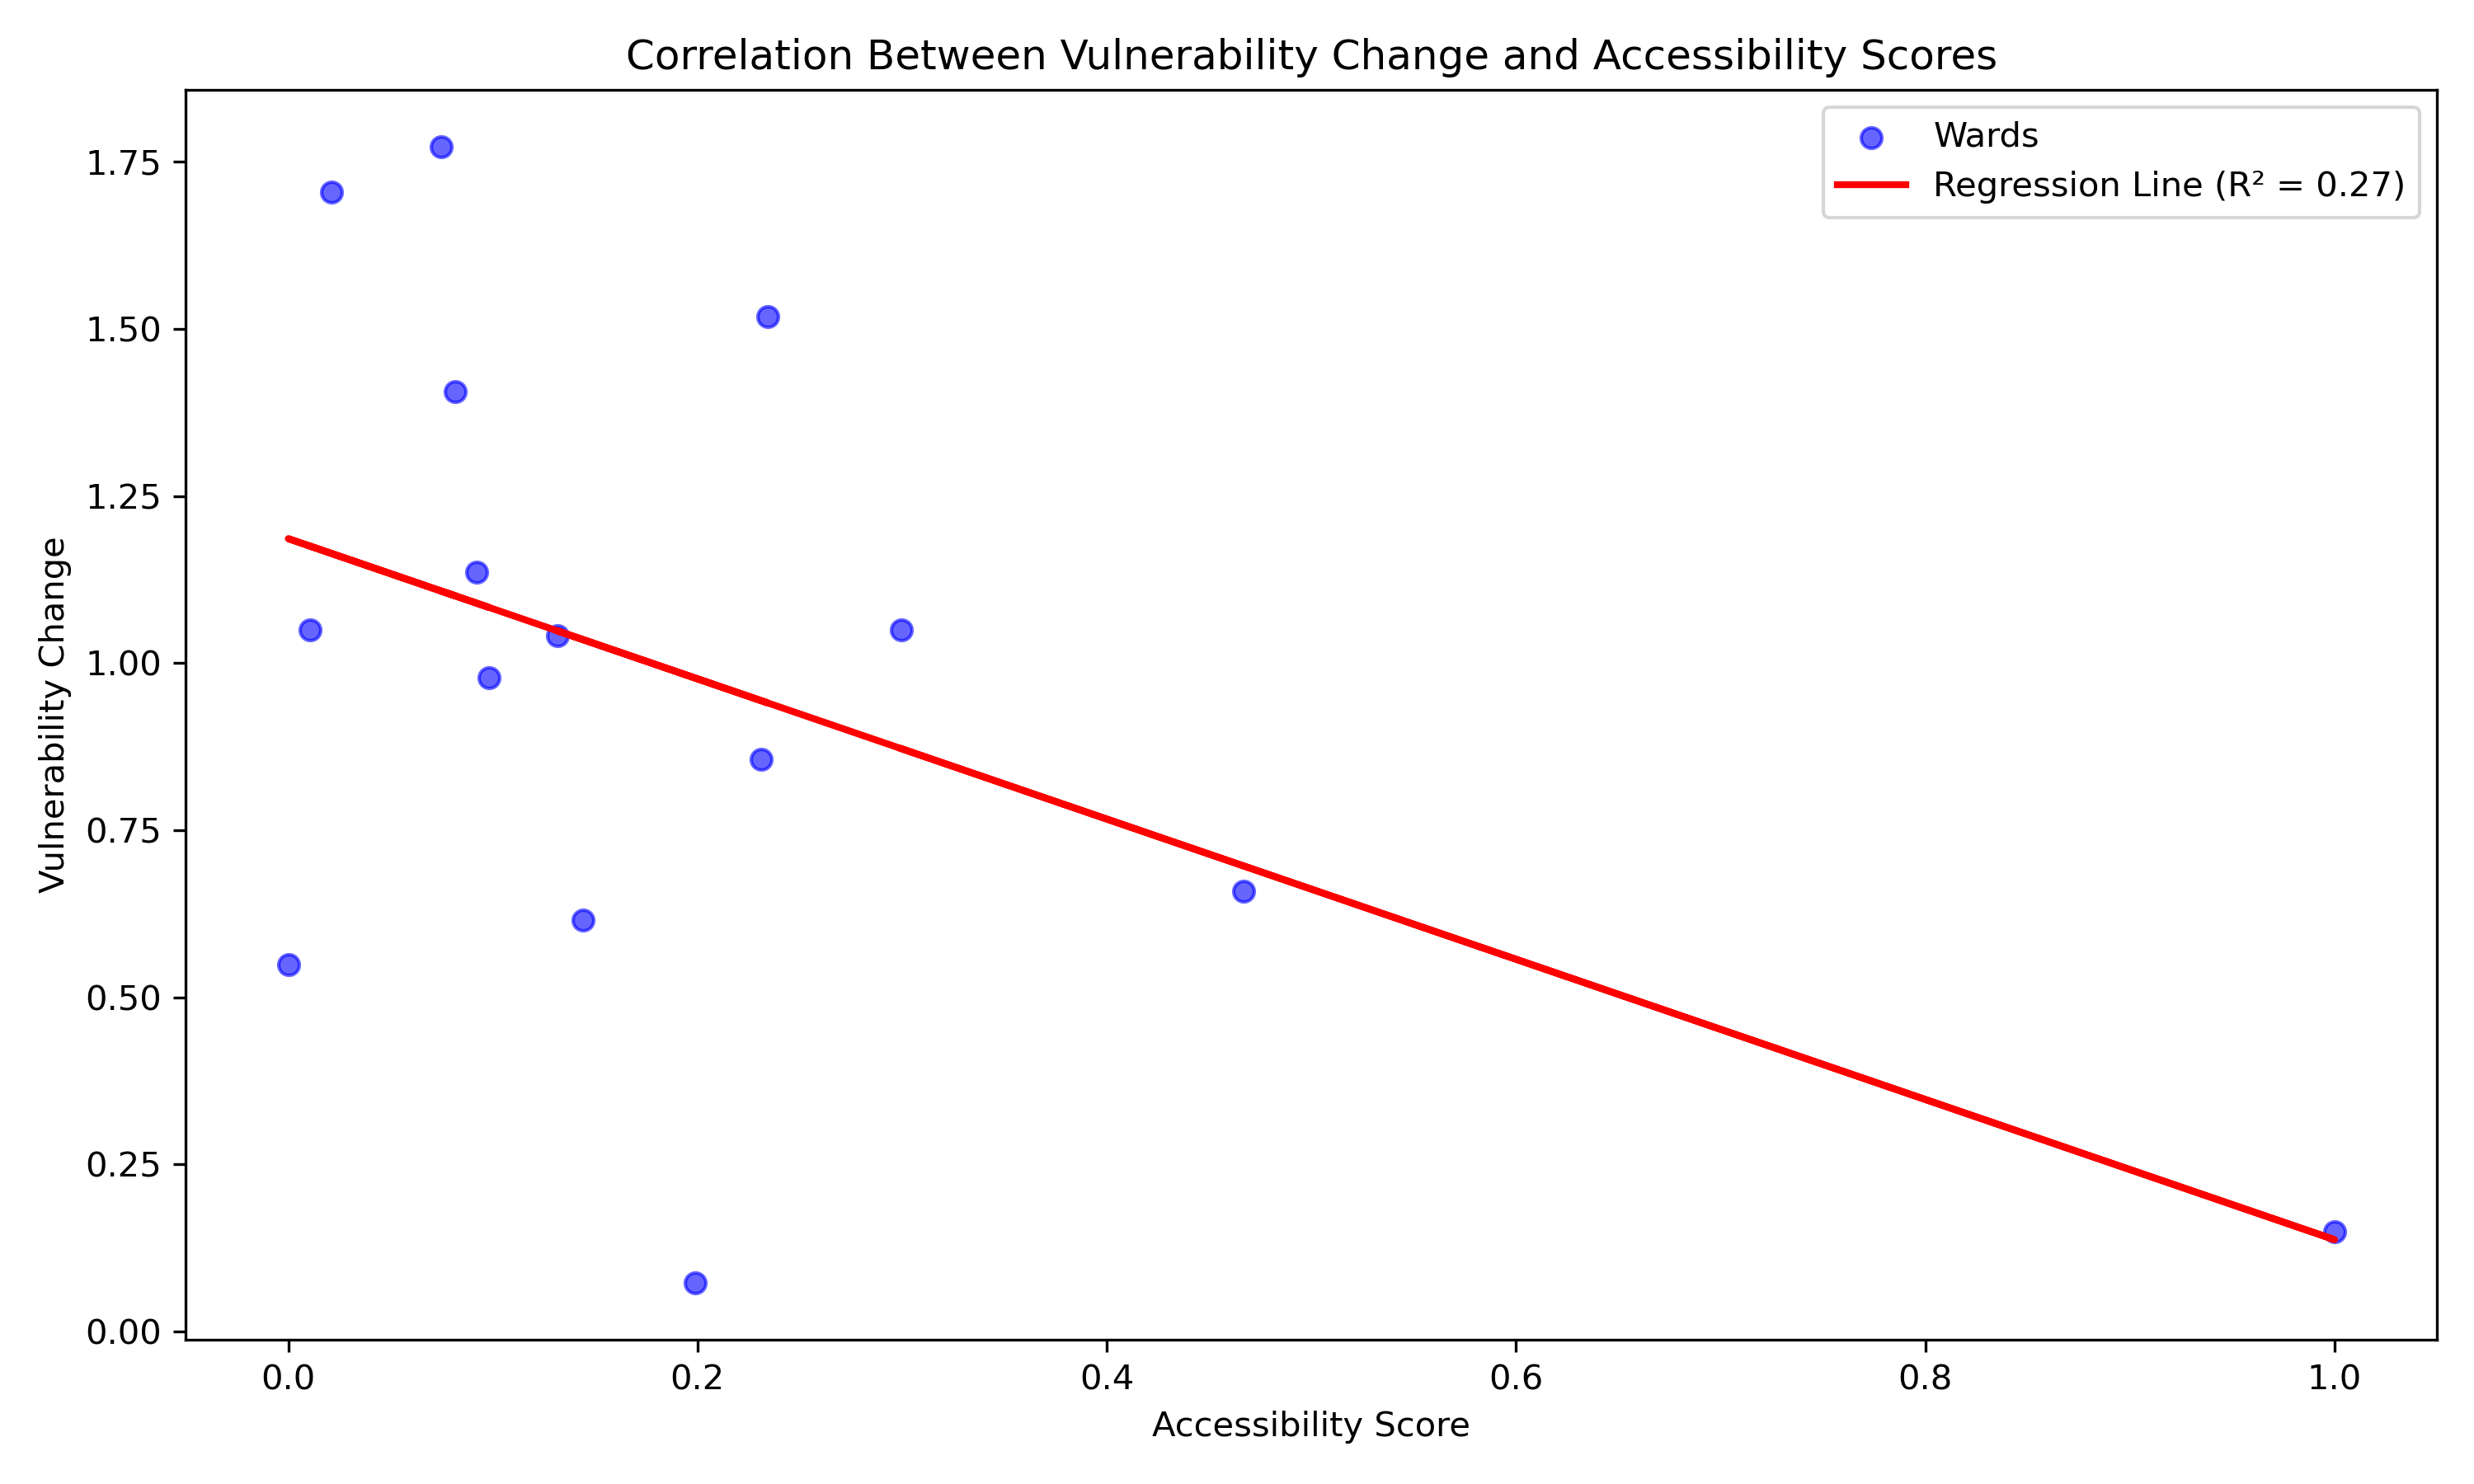 Correlation Between Vulnerability Change and Accessibility Scores
Wards
Regression Line (R² = 0.27)
1.75
1.50
1.25
1.00
0.75
0.50
0.25
0.00
Vulnerability Change
0.0 0.2 0.4 0.6 0.8 1.0
Accessibility Score